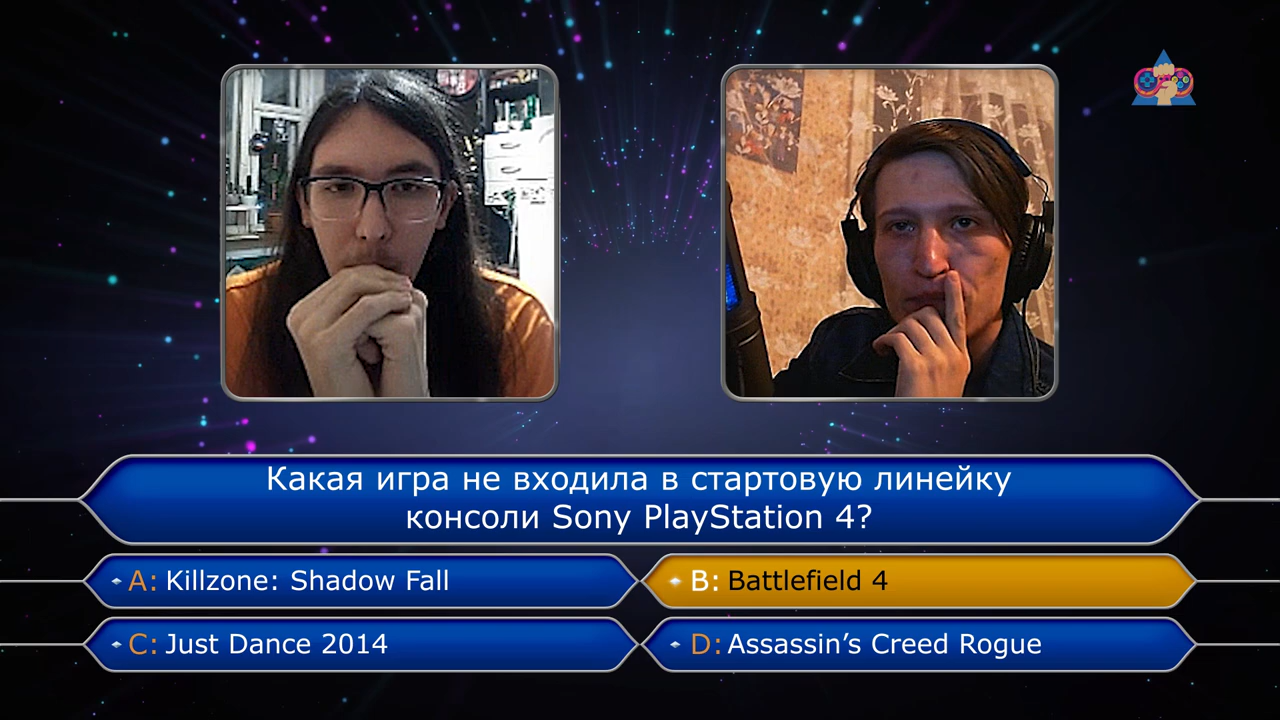 Какая игра не входила в стартовую линейку
консоли Sony PlayStation 4?
A: Killzone: Shadow Fall
B: Battlefield 4
C: Just Dance 2014
D: Assassin’s Creed Rogue